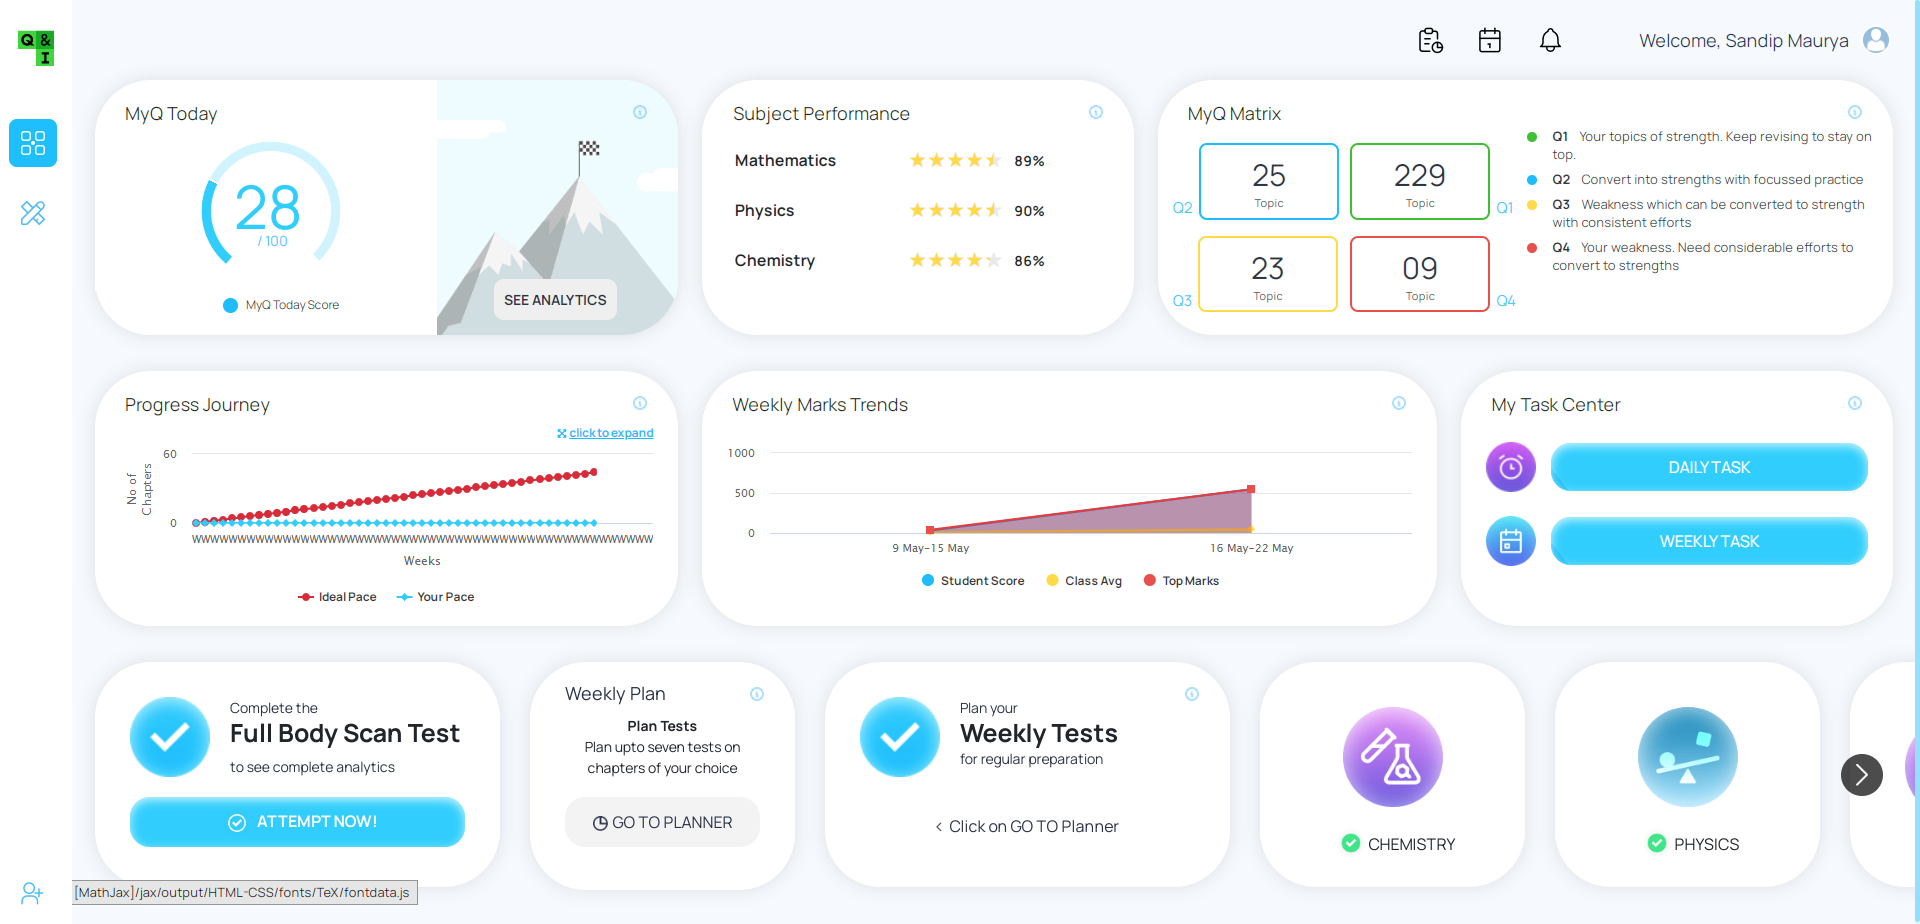 Q &
I
1
Welcome, Sandip Maurya
MyQ Today
28
/ 100
MyQ Today Score
SEE ANALYTICS
Subject Performance
Mathematics 89%
Physics 90%
Chemistry 86%
MyQ Matrix
Q2
25
Topic
229
Topic
Q1
Q3
23
Topic
09
Topic
Q4
Q1 Your topics of strength. Keep revising to stay on
top.
Q2 Convert into strengths with focussed practice
Q3 Weakness which can be converted to strength
with consistent efforts
Q4 Your weakness. Need considerable efforts to
convert to strengths
Progress Journey
click to expand
No of
Chapters
60
0
Weeks
Ideal Pace Your Pace
Weekly Marks Trends
1000
500
0
9 May-15 May 16 May-22 May
Student Score Class Avg Top Marks
My Task Center
DAILY TASK
WEEKLY TASK
Complete the
Full Body Scan Test
to see complete analytics
ATTEMPT NOW!
Weekly Plan
Plan Tests
Plan upto seven tests on
chapters of your choice
GO TO PLANNER
Plan your
Weekly Tests
for regular preparation
< Click on GO TO Planner
CHEMISTRY
PHYSICS
[MathJax]/jax/output/HTML-CSS/fonts/TeX/fontdata.js